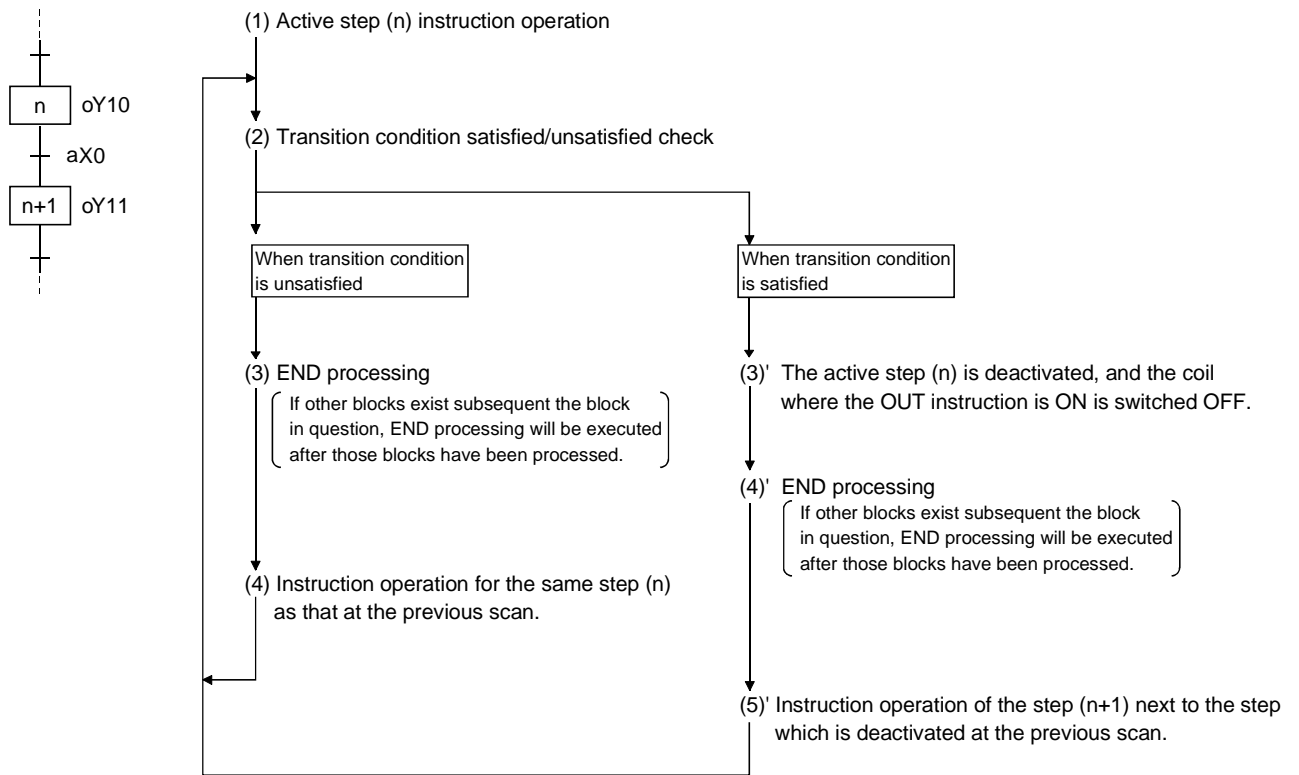 (1) Active step (n) instruction operation
n
oY10
aX0
n+1
oY11
(2) Transition condition satisfied/unsatisfied check
When transition condition
is unsatisfied
When transition condition
is satisfied
(3) END processing
If other blocks exist subsequent the block
in question, END processing will be executed
after those blocks have been processed.
(4) Instruction operation for the same step (n)
as that at the previous scan.
(3)' The active step (n) is deactivated, and the coil
where the OUT instruction is ON is switched OFF.
(4)' END processing
If other blocks exist subsequent the block
in question, END processing will be executed
after those blocks have been processed.
(5)' Instruction operation of the step (n+1) next to the step
which is deactivated at the previous scan.